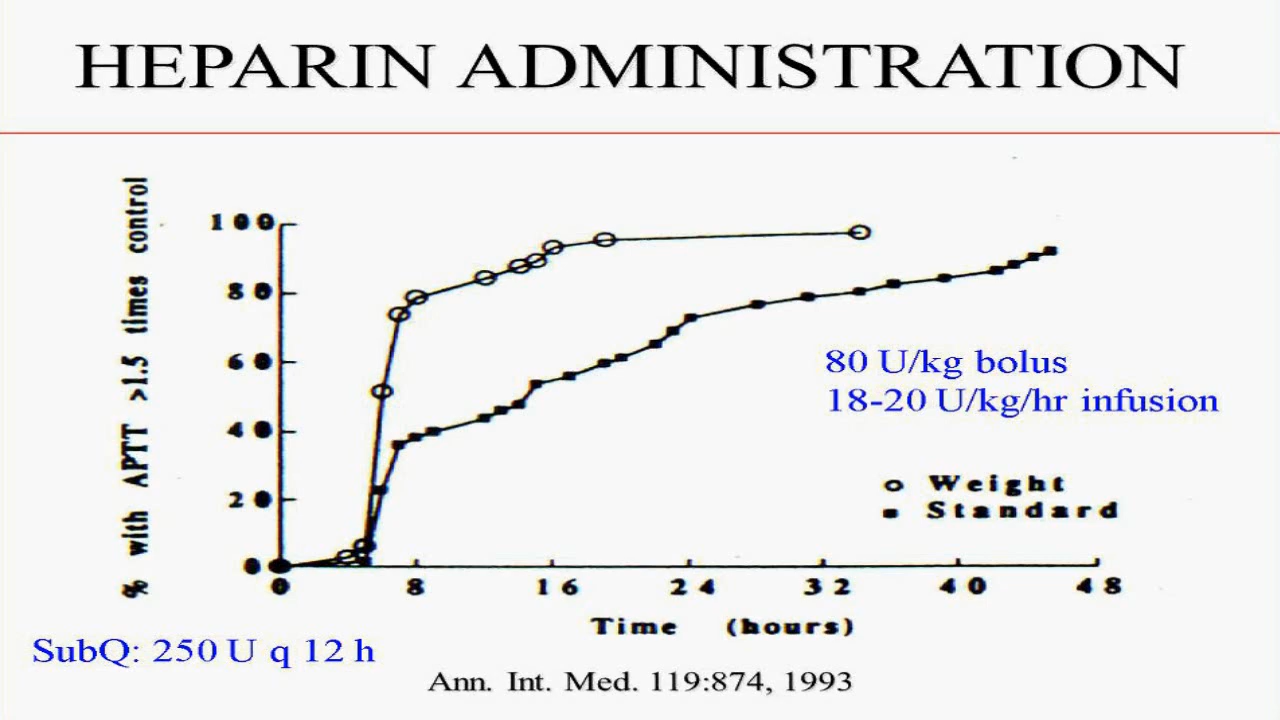 HEPARIN ADMINISTRATION
% with APTT >1.5 times control
100
80
60
40
20
0
0 8 16 24 32 40 48
Time (hours)
80 U/kg bolus
18-20 U/kg/hr infusion
Weight
Standard
SubQ: 250 U q 12 h
Ann. Int. Med. 119:874, 1993